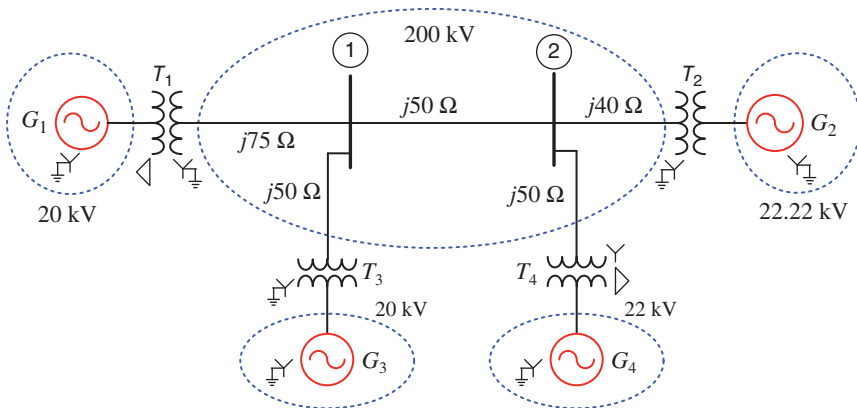 1
200 kV
2
T1
T2
G1
j75 Ω
j50 Ω
j40 Ω
G2
20 kV
j50 Ω
j50 Ω
22.22 kV
T3
T4
20 kV
22 kV
G3
G4